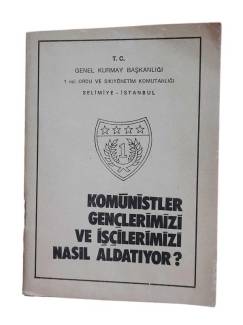 T. C.
GENEL KURMAY BAŞKANLIĞI
1 nci ORDU VE SIKIYÖNETİM KOMUTANLIĞI
SELİMİYE - İSTANBUL
1
KOMÜNİSTLER
GENÇLERİMİZİ
VE İŞÇİLERİMİZİ
NASIL ALDATIYOR?